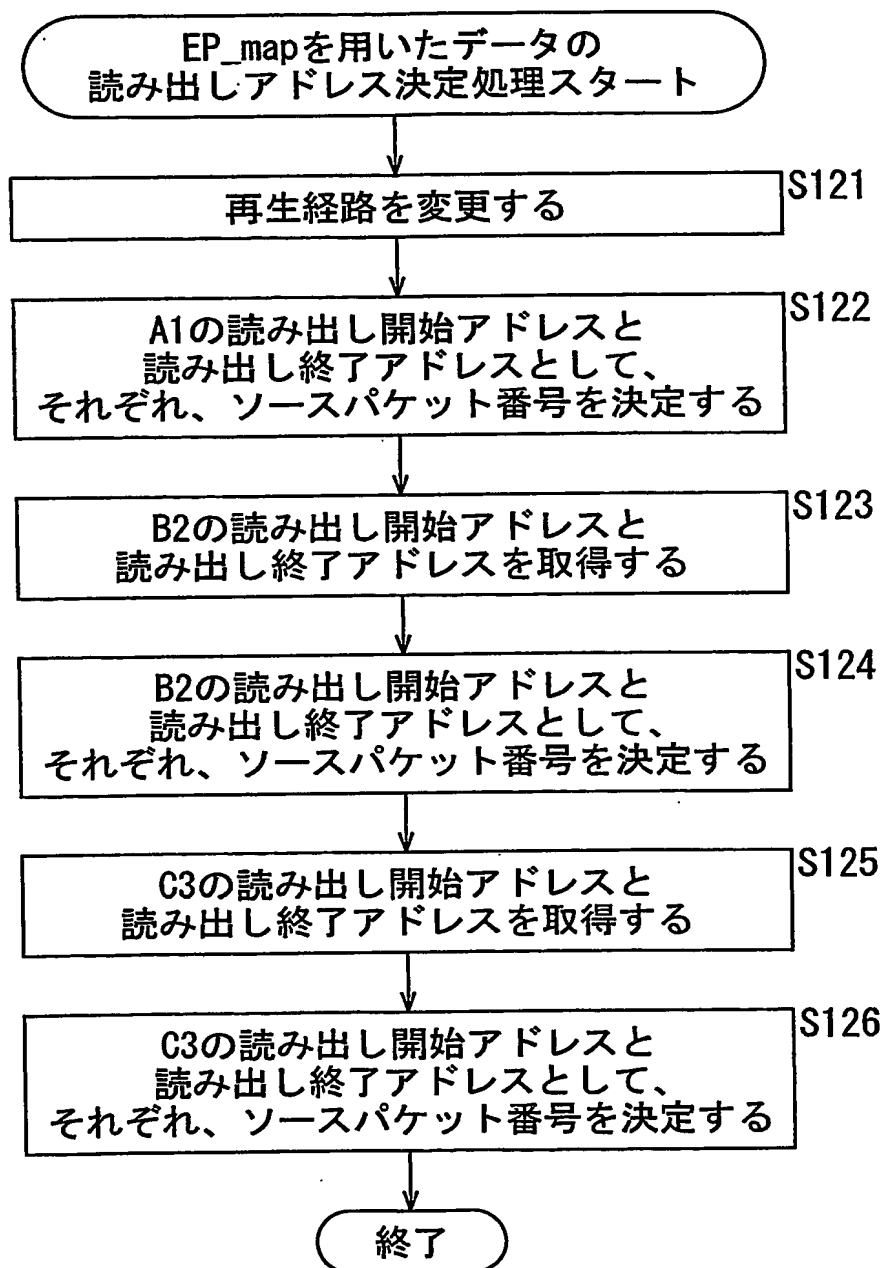 EP_mapを用いたデータの
読み出しアドレス決定処理スタート
S121
再生経路を変更する
S122
A1の読み出し開始アドレスと
読み出し終了アドレスとして、
それぞれ、ソースパケット番号を決定する
S123
B2の読み出し開始アドレスと
読み出し終了アドレスを取得する
S124
B2の読み出し開始アドレスと
読み出し終了アドレスとして、
それぞれ、ソースパケット番号を決定する
S125
C3の読み出し開始アドレスと
読み出し終了アドレスを取得する
S126
C3の読み出し開始アドレスと
読み出し終了アドレスとして、
それぞれ、ソースパケット番号を決定する
終了